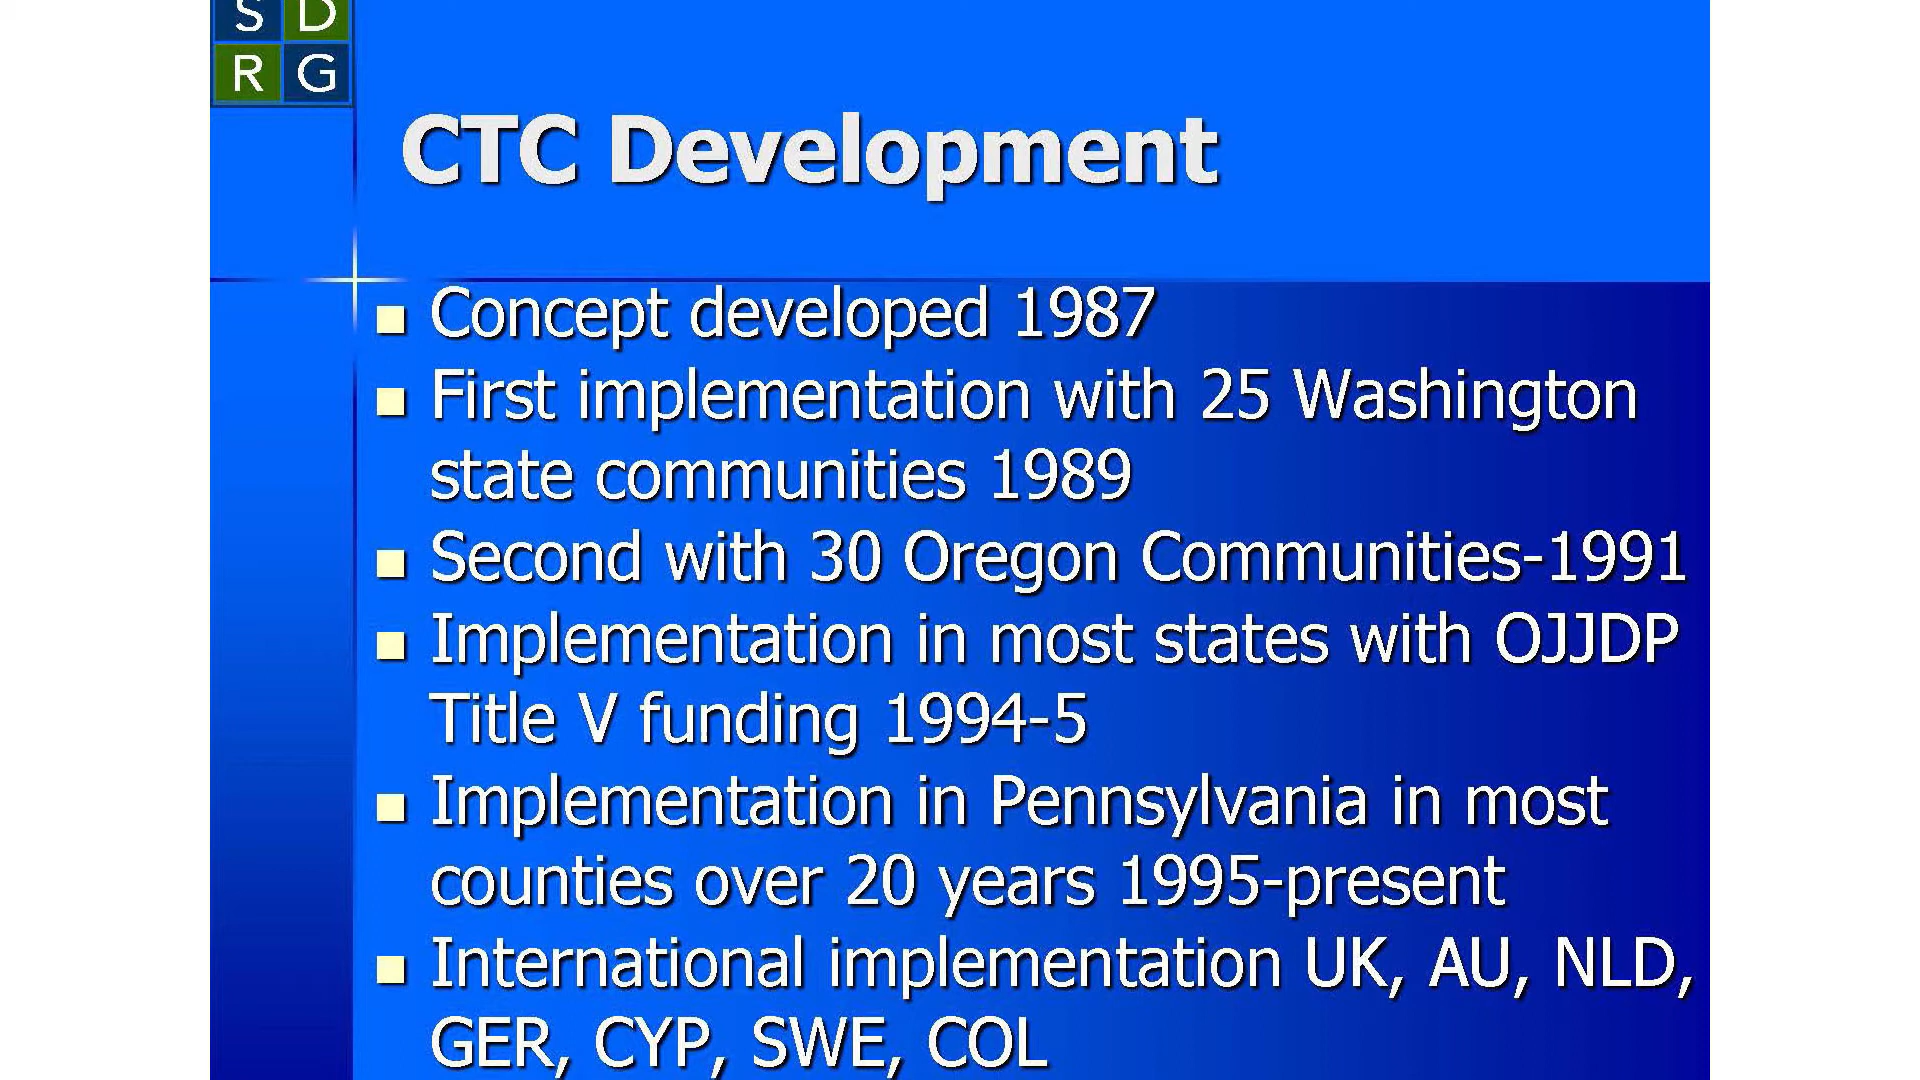 S D
R G
CTC Development
Concept developed 1987
First implementation with 25 Washington
state communities 1989
Second with 30 Oregon Communities-1991
Implementation in most states with OJJDP
Title V funding 1994-5
Implementation in Pennsylvania in most
counties over 20 years 1995-present
International implementation UK, AU, NLD,
GER, CYP, SWE, COL